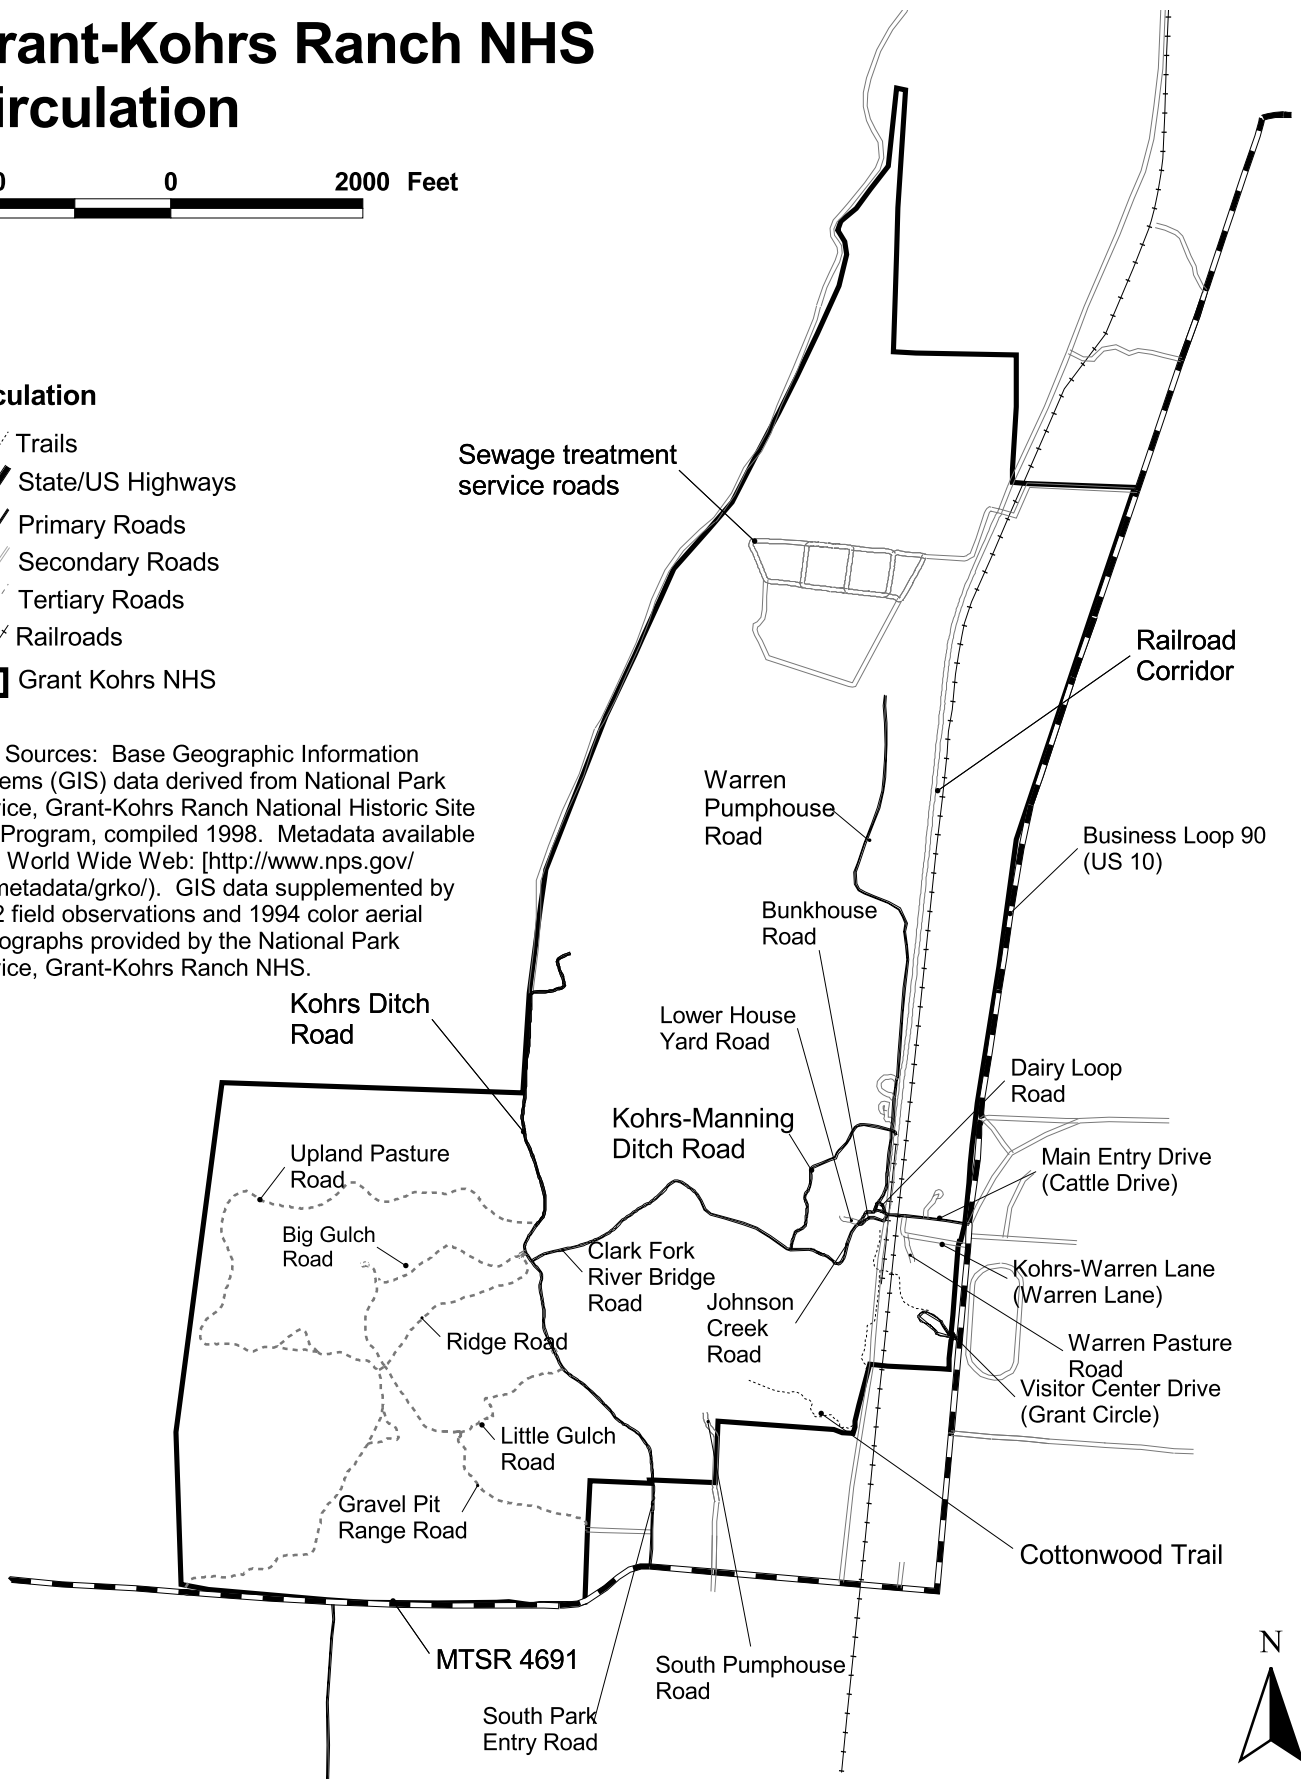 rant-Kohrs Ranch NHS
irculation
0 0 2000 Feet
culation
Trails
State/US Highways
Primary Roads
Secondary Roads
Tertiary Roads
Railroads
Grant Kohrs NHS
Sources: Base Geographic Information
ems (GIS) data derived from National Park
ice, Grant-Kohrs Ranch National Historic Site
Program, compiled 1998. Metadata available
World Wide Web: [http://www.nps.gov/
metadata/grko/). GIS data supplemented by
2 field observations and 1994 color aerial
ographs provided by the National Park
ice, Grant-Kohrs Ranch NHS.
Sewage treatment
service roads
Railroad
Corridor
Warren
Pumphouse
Road
Business Loop 90
(US 10)
Bunkhouse
Road
Kohrs Ditch
Road
Lower House
Yard Road
Dairy Loop
Road
Kohrs-Manning
Ditch Road
Upland Pasture
Road
Main Entry Drive
(Cattle Drive)
Big Gulch
Road
Clark Fork
River Bridge
Road
Kohrs-Warren Lane
(Warren Lane)
Johnson
Creek
Road
Ridge Road
Warren Pasture
Road
Visitor Center Drive
(Grant Circle)
Little Gulch
Road
Gravel Pit
Range Road
Cottonwood Trail
MTSR 4691
South Pumphouse
Road
South Park
Entry Road
N